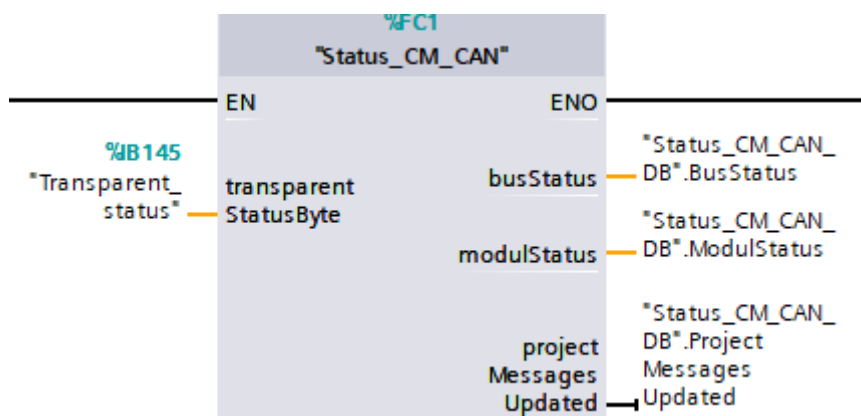 %FC1
"Status_CM_CAN"
EN ENO
%IB145
"Transparent_
status"
transparent
StatusByte
busStatus
"Status_CM_CAN_
DB".BusStatus
modulStatus
"Status_CM_CAN_
DB".ModulStatus
project
Messages
Updated
"Status_CM_CAN_
DB".Project
Messages
Updated